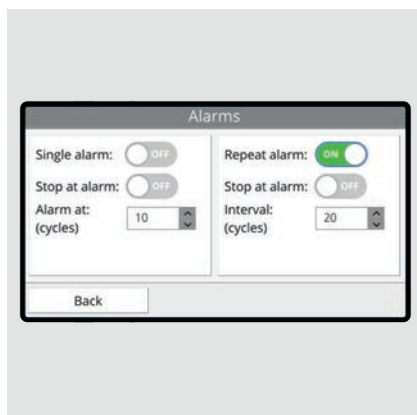 Alarms
Single alarm: OFF
Stop at alarm: OFF
Alarm at:
(cycles) 10
Repeat alarm: ON
Stop at alarm: OFF
Interval:
(cycles) 20
Back